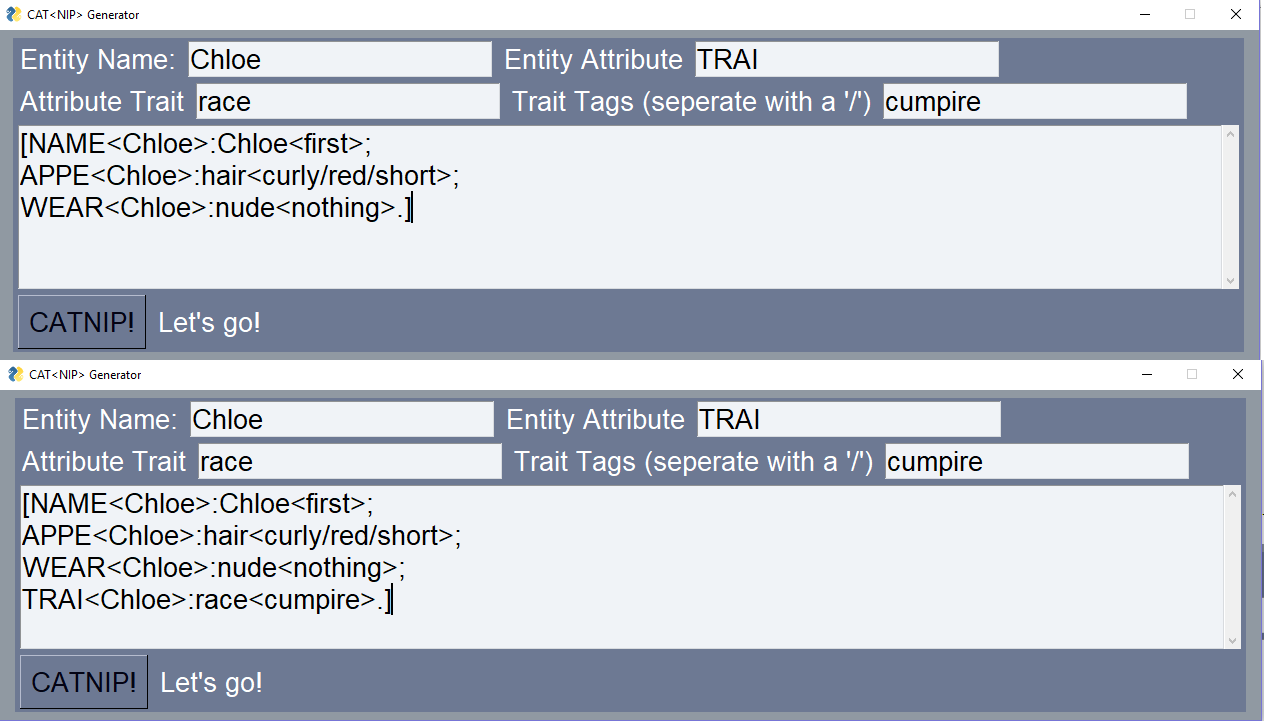 CAT<NIP> Generator
Entity Name: Chloe Entity Attribute TRAI
Attribute Trait race Trait Tags (seperate with a '/') cumpire
[NAME<Chloe>:Chloe<first>;
APPE<Chloe>:hair<curly/red/short>;
WEAR<Chloe>:nude<nothing>.]
CATNIP! Let's go!
CAT<NIP> Generator
Entity Name: Chloe Entity Attribute TRAI
Attribute Trait race Trait Tags (seperate with a '/') cumpire
[NAME<Chloe>:Chloe<first>;
APPE<Chloe>:hair<curly/red/short>;
WEAR<Chloe>:nude<nothing>;
TRAI<Chloe>:race<cumpire>.]
CATNIP! Let's go!